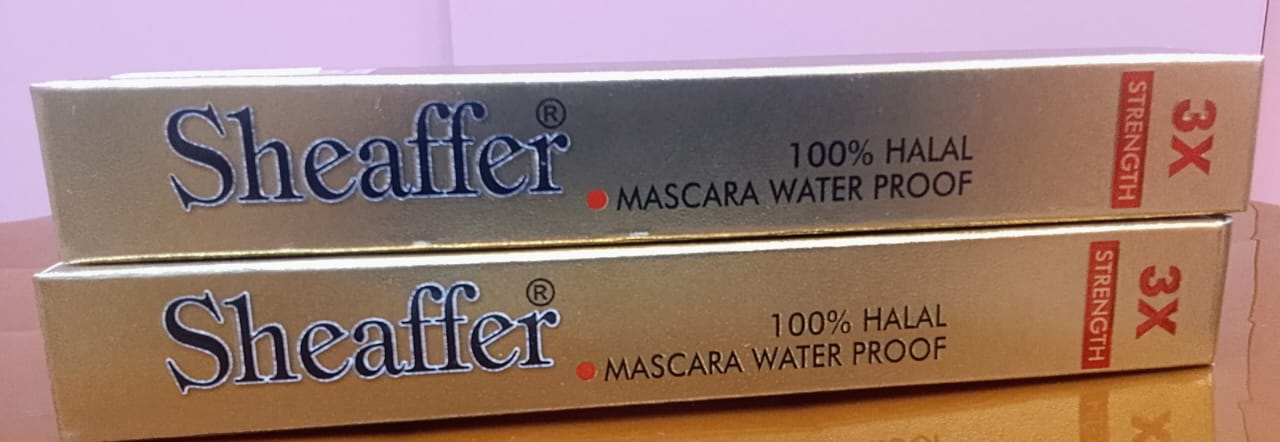 Sheaffer®
100% HALAL
• MASCARA WATER PROOF
3X
STRENGTH
Sheaffer®
100% HALAL
• MASCARA WATER PROOF
3X
STRENGTH